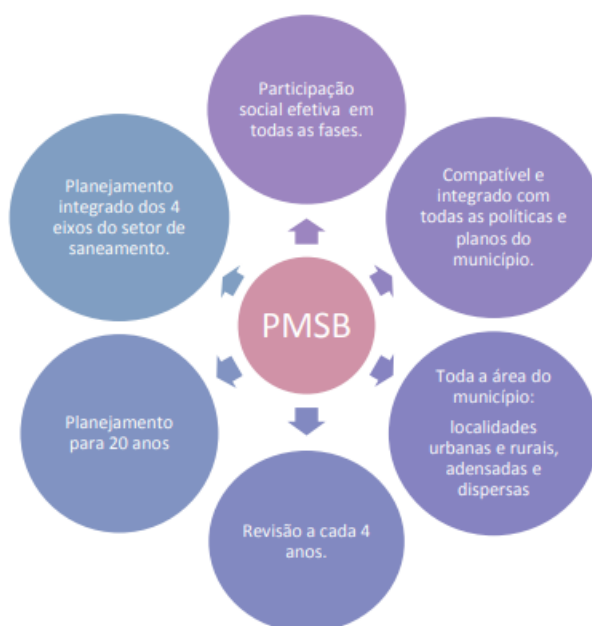 Participação
social efetiva em
todas as fases.
Planejamento
integrado dos 4
eixos do setor de
saneamento.
Compatível e
integrado com
todas as políticas e
planos do
município.
PMSB
Planejamento
para 20 anos
Toda a área do
município:
localidades
urbanas e rurais,
adensadas e
dispersas
Revisão a cada 4
anos.